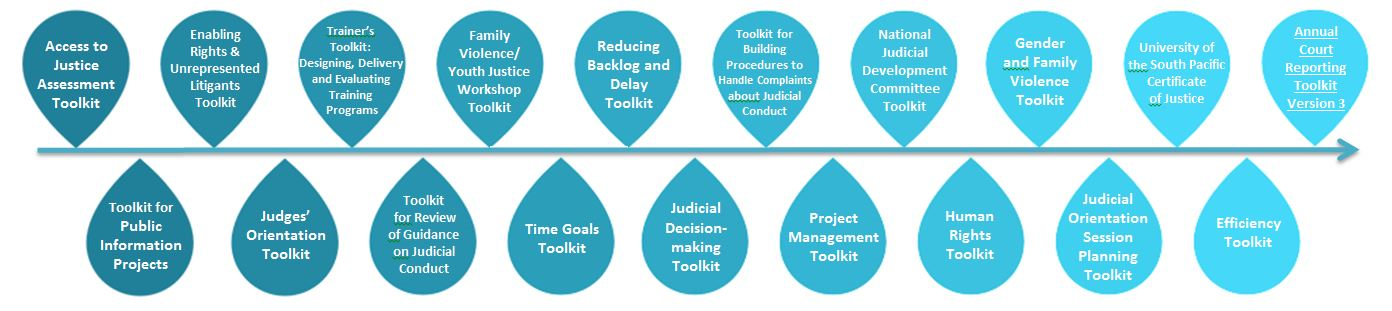 Access to
Justice
Assessment
Toolkit
Enabling
Rights &
Unrepresented
Litigants
Toolkit
Trainer's
Toolkit:
Designing, Delivery
and Evaluating
Training
Programs
Family
Violence/
Youth Justice
Workshop
Toolkit
Reducing
Backlog and
Delay
Toolkit
Toolkit for
Building
Procedures to
Handle Complaints
about Judicial
Conduct
National
Judicial
Development
Committee
Toolkit
Gender
and Family
Violence
Toolkit
University of
the South Pacific
Certificate
of Justice
Annual
Court
Reporting
Toolkit
Version 3
Toolkit for
Public
Information
Projects
Judges'
Orientation
Toolkit
Toolkit
for Review
of Guidance
on Judicial
Conduct
Time Goals
Toolkit
Judicial
Decision-
making
Toolkit
Project
Management
Toolkit
Human
Rights
Toolkit
Judicial
Orientation
Session
Planning Toolkit
Efficiency
Toolkit